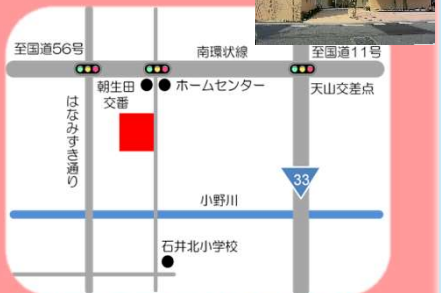 至国道56号
南環状線
至国道11号
朝生田
交番
ホームセンター
天山交差点
はなみずき通り
33
小野川
石井北小学校